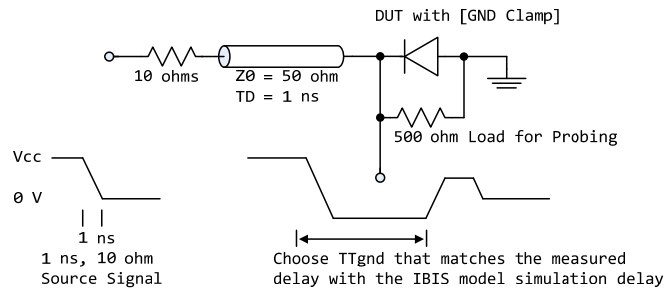 DUT with [GND Clamp]
10 ohms
Z0 = 50 ohm
TD = 1 ns
500 ohm Load for Probing
Vcc
0 V
1 ns
1 ns, 10 ohm
Source Signal
Choose TTgnd that matches the measured
delay with the IBIS model simulation delay